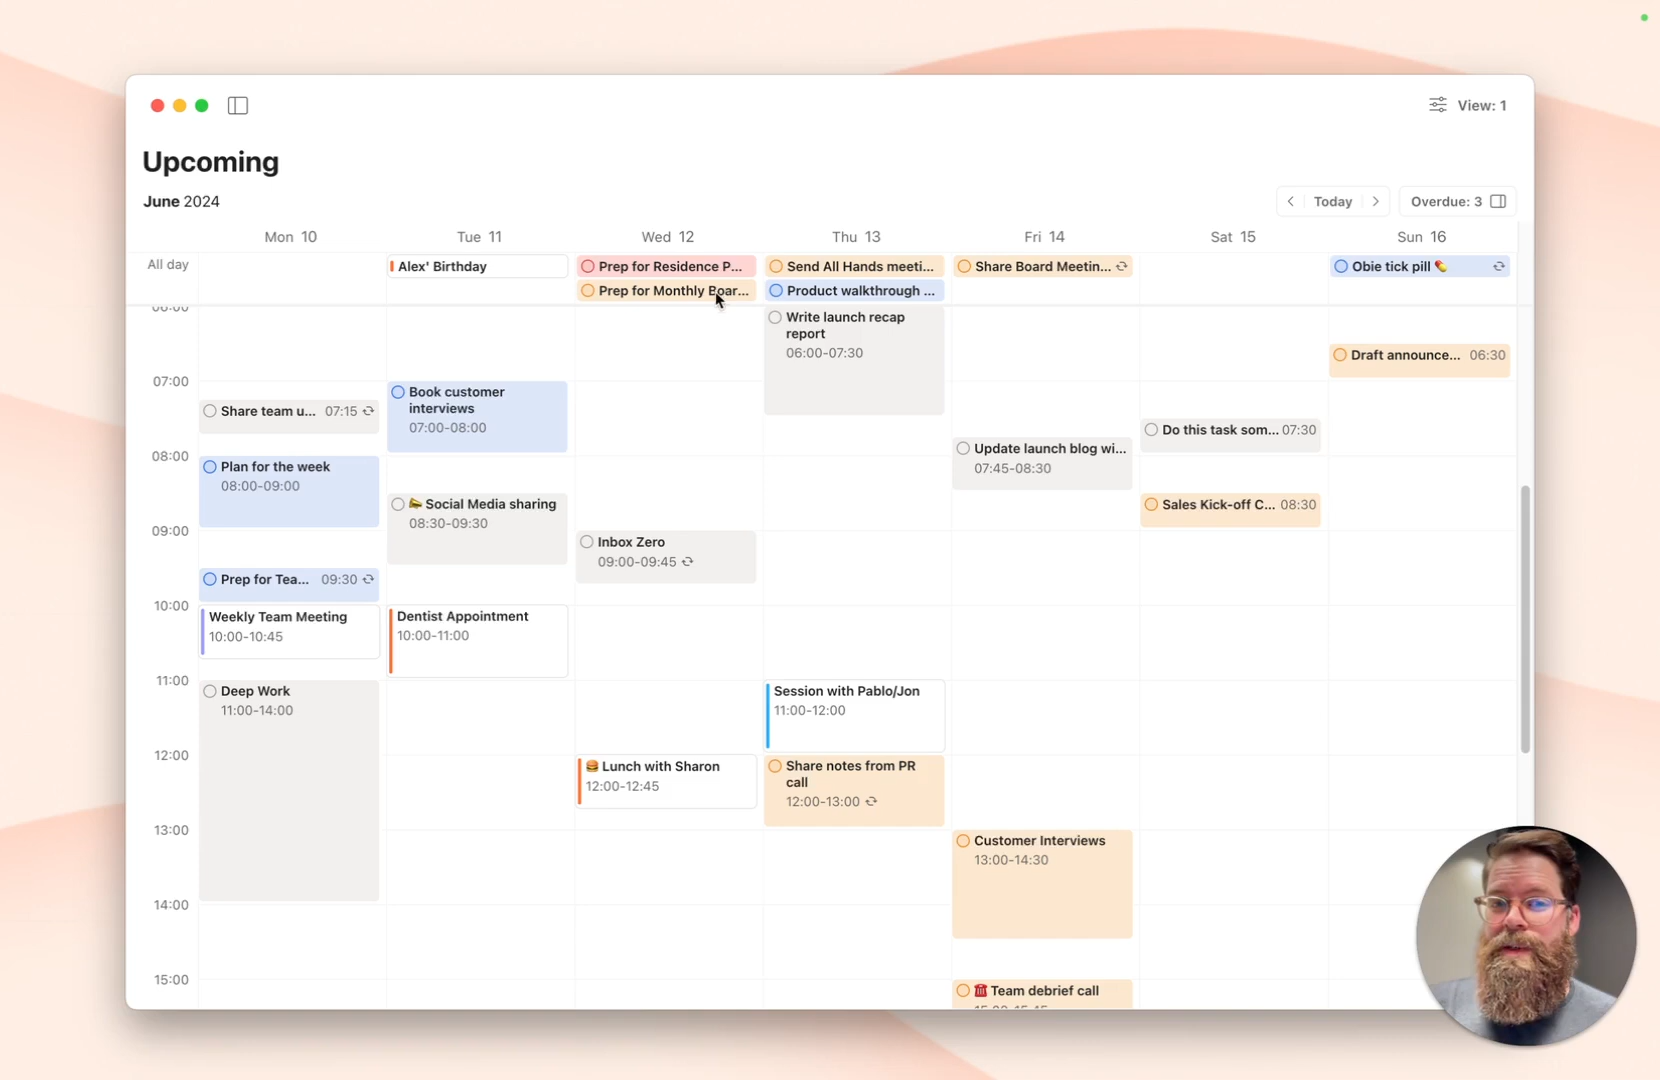 View: 1
Upcoming
June 2024
Today
Overdue: 3
Mon 10
Tue 11
Wed 12
Thu 13
Fri 14
Sat 15
Sun 16
All day
Alex' Birthday
Prep for Residence P...
Send All Hands meeti...
Share Board Meetin...
Obie tick pill
Prep for Monthly Boar...
Product walkthrough ...
Write launch recap
report
06:00-07:30
Draft announce... 06:30
07:00
Book customer
interviews
07:00-08:00
Share team u... 07:15
Do this task som... 07:30
Update launch blog wi...
07:45-08:30
08:00
Plan for the week
08:00-09:00
Social Media sharing
08:30-09:30
Sales Kick-off C... 08:30
09:00
Inbox Zero
09:00-09:45
Prep for Tea... 09:30
10:00
Weekly Team Meeting
10:00-10:45
Dentist Appointment
10:00-11:00
11:00
Deep Work
11:00-14:00
Session with Pablo/Jon
11:00-12:00
12:00
Lunch with Sharon
12:00-12:45
Share notes from PR
call
12:00-13:00
13:00
Customer Interviews
13:00-14:30
14:00
15:00
Team debrief call